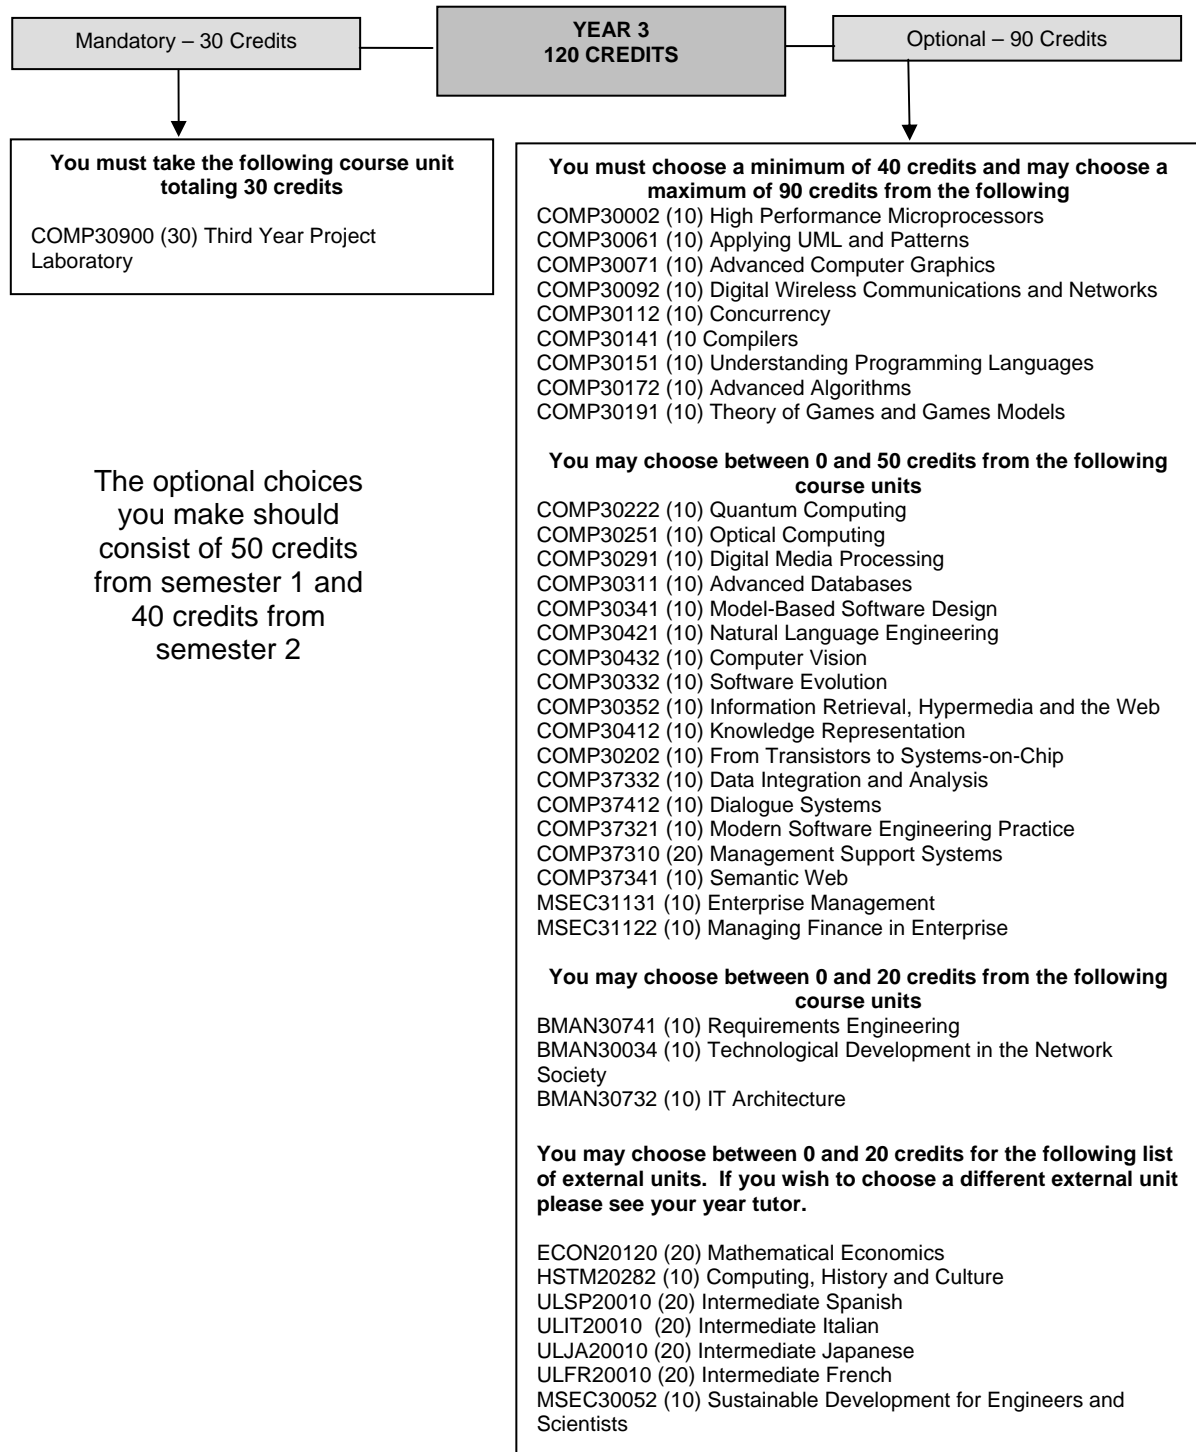 Mandatory – 30 Credits
YEAR 3
120 CREDITS
Optional – 90 Credits
You must take the following course unit
totaling 30 credits
COMP30900 (30) Third Year Project
Laboratory
The optional choices
you make should
consist of 50 credits
from semester 1 and
40 credits from
semester 2
You must choose a minimum of 40 credits and may choose a
maximum of 90 credits from the following
COMP30002 (10) High Performance Microprocessors
COMP30061 (10) Applying UML and Patterns
COMP30071 (10) Advanced Computer Graphics
COMP30092 (10) Digital Wireless Communications and Networks
COMP30112 (10) Concurrency
COMP30141 (10 Compilers
COMP30151 (10) Understanding Programming Languages
COMP30172 (10) Advanced Algorithms
COMP30191 (10) Theory of Games and Games Models
You may choose between 0 and 50 credits from the following
course units
COMP30222 (10) Quantum Computing
COMP30251 (10) Optical Computing
COMP30291 (10) Digital Media Processing
COMP30311 (10) Advanced Databases
COMP30341 (10) Model-Based Software Design
COMP30421 (10) Natural Language Engineering
COMP30432 (10) Computer Vision
COMP30332 (10) Software Evolution
COMP30352 (10) Information Retrieval, Hypermedia and the Web
COMP30412 (10) Knowledge Representation
COMP30202 (10) From Transistors to Systems-on-Chip
COMP37332 (10) Data Integration and Analysis
COMP37412 (10) Dialogue Systems
COMP37321 (10) Modern Software Engineering Practice
COMP37310 (20) Management Support Systems
COMP37341 (10) Semantic Web
MSEC31131 (10) Enterprise Management
MSEC31122 (10) Managing Finance in Enterprise
You may choose between 0 and 20 credits from the following
course units
BMAN30741 (10) Requirements Engineering
BMAN30034 (10) Technological Development in the Network
Society
BMAN30732 (10) IT Architecture
You may choose between 0 and 20 credits for the following list
of external units.  If you wish to choose a different external unit
please see your year tutor.
ECON20120 (20) Mathematical Economics
HSTM20282 (10) Computing, History and Culture
ULSP20010 (20) Intermediate Spanish
ULIT20010  (20) Intermediate Italian
ULJA20010 (20) Intermediate Japanese
ULFR20010 (20) Intermediate French
MSEC30052 (10) Sustainable Development for Engineers and
Scientists